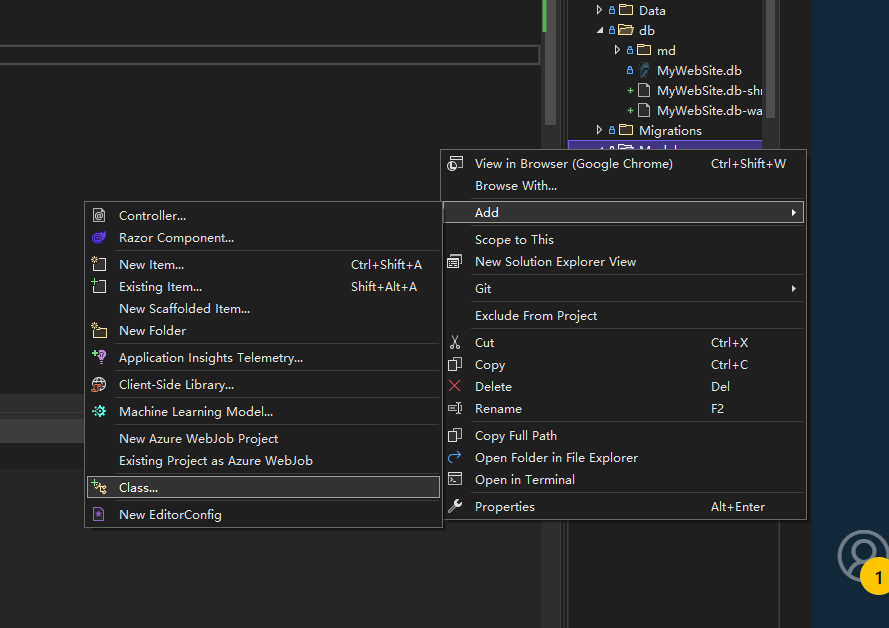 Data
db
md
MyWebSite.db
MyWebSite.db-sh
MyWebSite.db-wa
Migrations
View in Browser (Google Chrome) Ctrl+Shift+W
Browse With...
Add
Scope to This
New Solution Explorer View
Git
Exclude From Project
Cut Ctrl+X
Copy Ctrl+C
Delete Del
Rename F2
Copy Full Path
Open Folder in File Explorer
Open in Terminal
Properties Alt+Enter
Controller...
Razor Component...
New Item... Ctrl+Shift+A
Existing Item... Shift+Alt+A
New Scaffolded Item...
New Folder
Application Insights Telemetry...
Client-Side Library...
Machine Learning Model...
New Azure WebJob Project
Existing Project as Azure WebJob
Class...
New EditorConfig
1